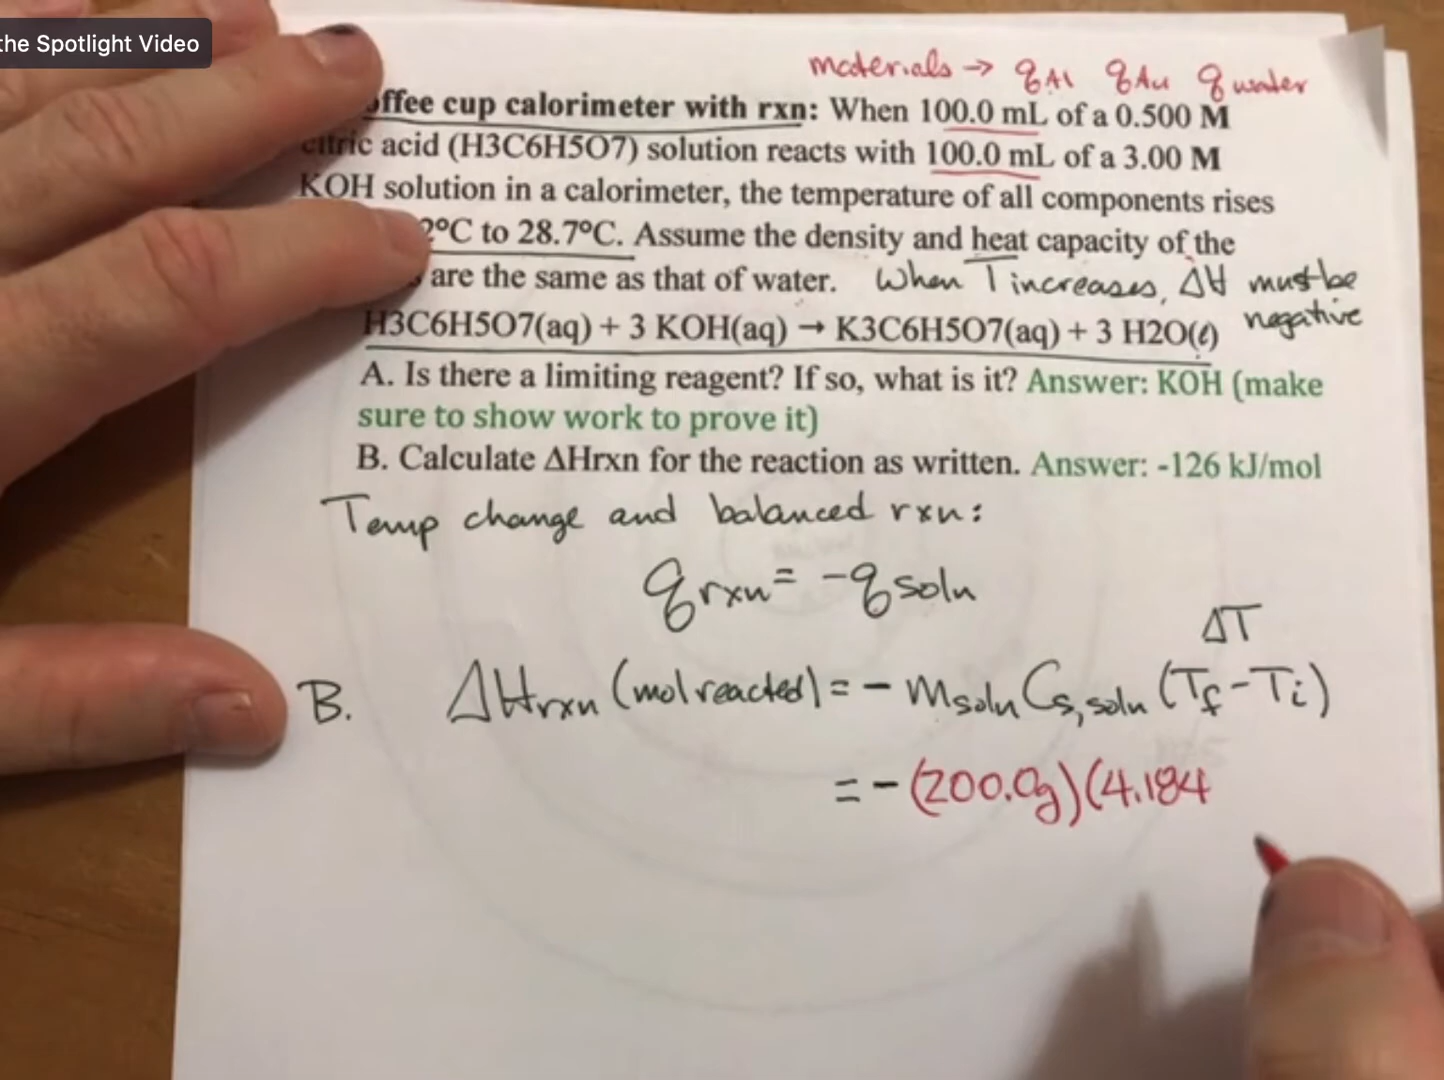 the Spotlight Video
materials → qAl qAu qwater
offee cup calorimeter with rxn: When 100.0 mL of a 0.500 M
citric acid (H3C6H5O7) solution reacts with 100.0 mL of a 3.00 M
KOH solution in a calorimeter, the temperature of all components rises
2ºC to 28.7ºC. Assume the density and heat capacity of the
are the same as that of water. When T increases, ΔH must be
negative
H3C6H5O7(aq) + 3 KOH(aq) → K3C6H5O7(aq) + 3 H2O(ℓ)
A. Is there a limiting reagent? If so, what is it? Answer: KOH (make
sure to show work to prove it)
B. Calculate ΔHrxn for the reaction as written. Answer: -126 kJ/mol
Temp change and balanced rxn:
qrxn = -qsoln
ΔT
B. ΔHrxn (mol reacted) = - msoln Cs,soln (Tf - Ti)
= - (200.0g)(4.184